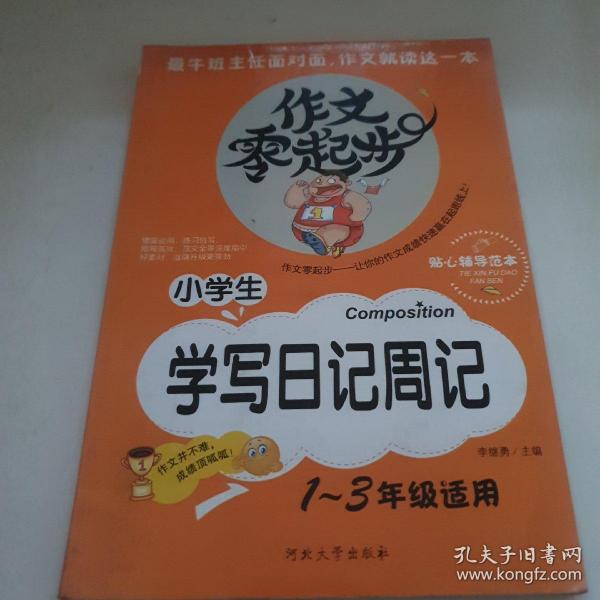 最牛班主任面对面，作文就读这一本
作文
零起步
1
作文零起步——让你的作文成绩快速赢在起跑线上！
贴心辅导范本
TIE XIN FU DAO
FAN BEN
小学生
Composition
学写日记周记
1
作文并不难，
成绩顶呱呱！
李继勇 / 主编
1～3年级适用
河北大学出版社
孔夫子旧书网
www.kongfz.com